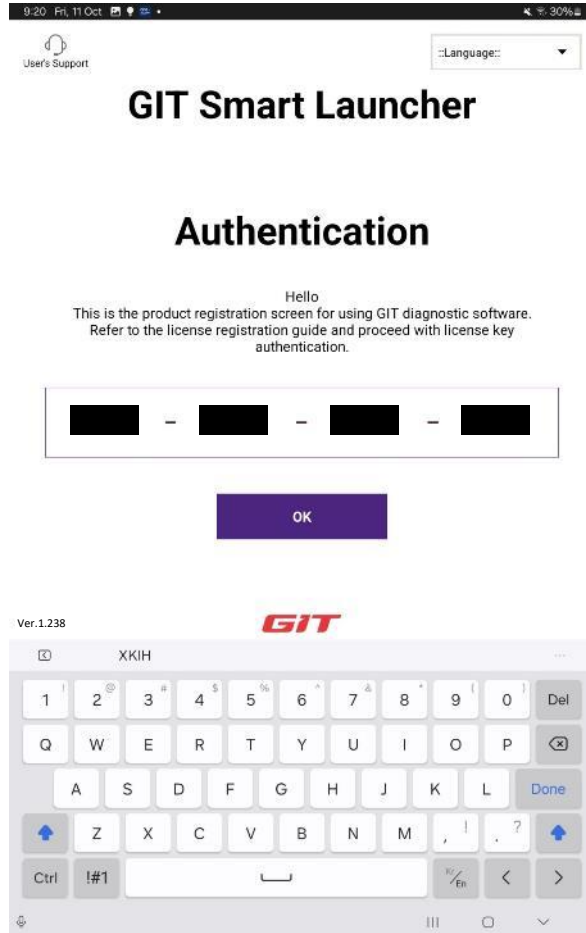 9:20 Fri, 11 Oct
30%
User's Support
::Language::
GIT Smart Launcher
Authentication
Hello
This is the product registration screen for using GIT diagnostic software.
Refer to the license registration guide and proceed with license key
authentication.
– – –
OK
Ver.1.238
GIT
XKIH
...
1 ! 2 @ 3 # 4 $ 5 % 6 ^ 7 & 8 * 9 ( 0 ) Del
Q W E R T Y U I O P
A S D F G H J K L Done
Z X C V B N M , ! . ?
Ctrl !#1 En < >